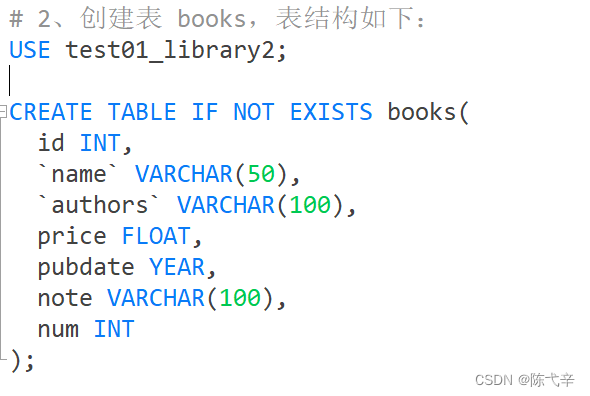 # 2、创建表 books，表结构如下：
USE test01_library2;
CREATE TABLE IF NOT EXISTS books(
id INT,
`name` VARCHAR(50),
`authors` VARCHAR(100),
price FLOAT,
pubdate YEAR,
note VARCHAR(100),
num INT
);
CSDN @陈弋辛